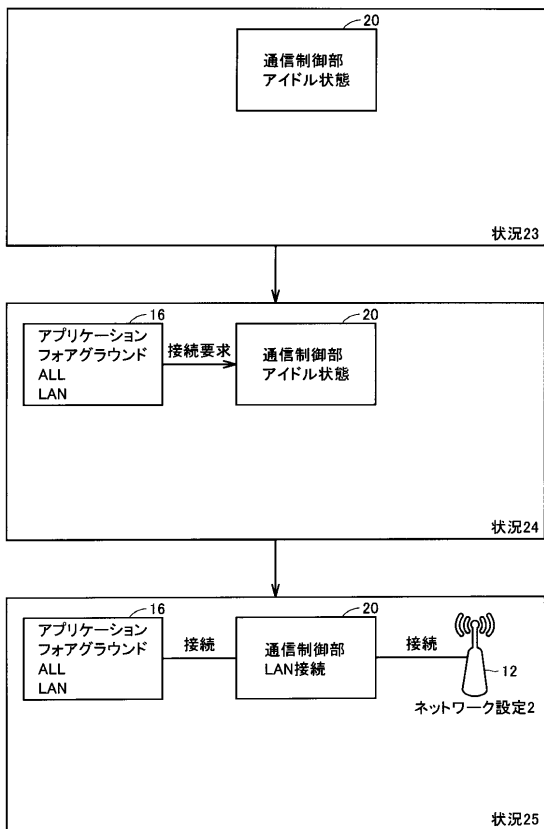 20
通信制御部
アイドル状態
状況23
16
アプリケーション
フォアグラウンド
ALL
LAN
接続要求
20
通信制御部
アイドル状態
状況24
16
アプリケーション
フォアグラウンド
ALL
LAN
接続
20
通信制御部
LAN接続
接続
12
ネットワーク設定2
状況25